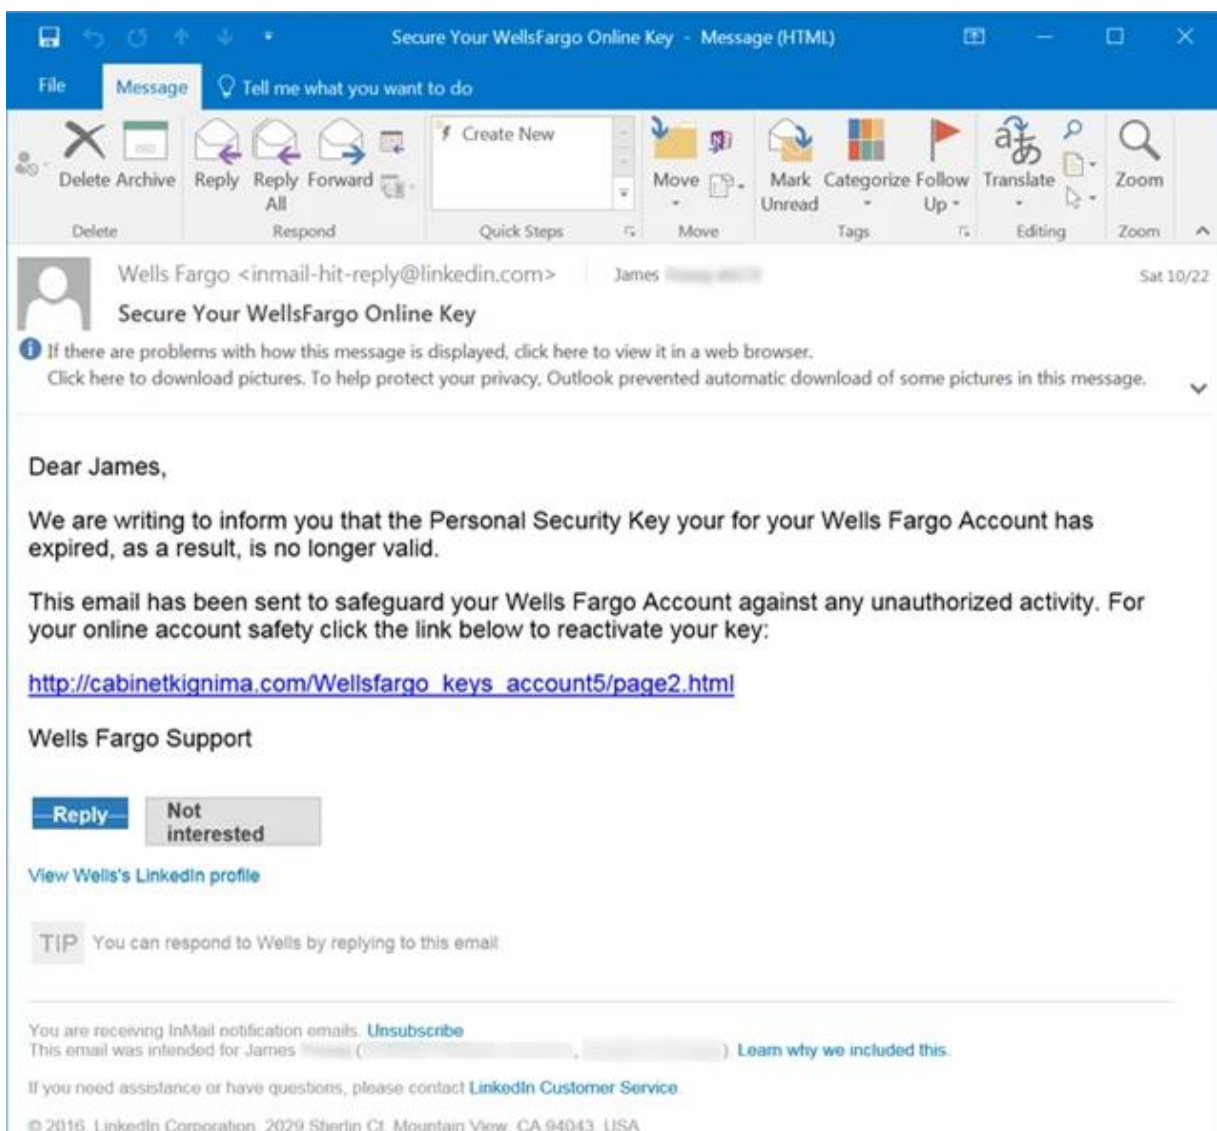 Secure Your WellsFargo Online Key - Message (HTML)
File Message Tell me what you want to do
Create New
Delete Archive Reply Reply All Forward Move Mark Unread Categorize Follow Up Translate Zoom
Delete Respond Quick Steps Move Tags Editing Zoom
Wells Fargo <inmail-hit-reply@linkedin.com> James Sat 10/22
Secure Your WellsFargo Online Key
If there are problems with how this message is displayed, click here to view it in a web browser.
Click here to download pictures. To help protect your privacy, Outlook prevented automatic download of some pictures in this message.
Dear James,
We are writing to inform you that the Personal Security Key your for your Wells Fargo Account has
expired, as a result, is no longer valid.
This email has been sent to safeguard your Wells Fargo Account against any unauthorized activity. For
your online account safety click the link below to reactivate your key:
http://cabinetkignima.com/Wellsfargo_keys_account5/page2.html
Wells Fargo Support
Reply Not
interested
View Wells's LinkedIn profile
TIP You can respond to Wells by replying to this email
You are receiving InMail notification emails. Unsubscribe
This email was intended for James ( , ). Learn why we included this.
If you need assistance or have questions, please contact LinkedIn Customer Service.
© 2016, LinkedIn Corporation. 2029 Stierlin Ct. Mountain View, CA 94043, USA